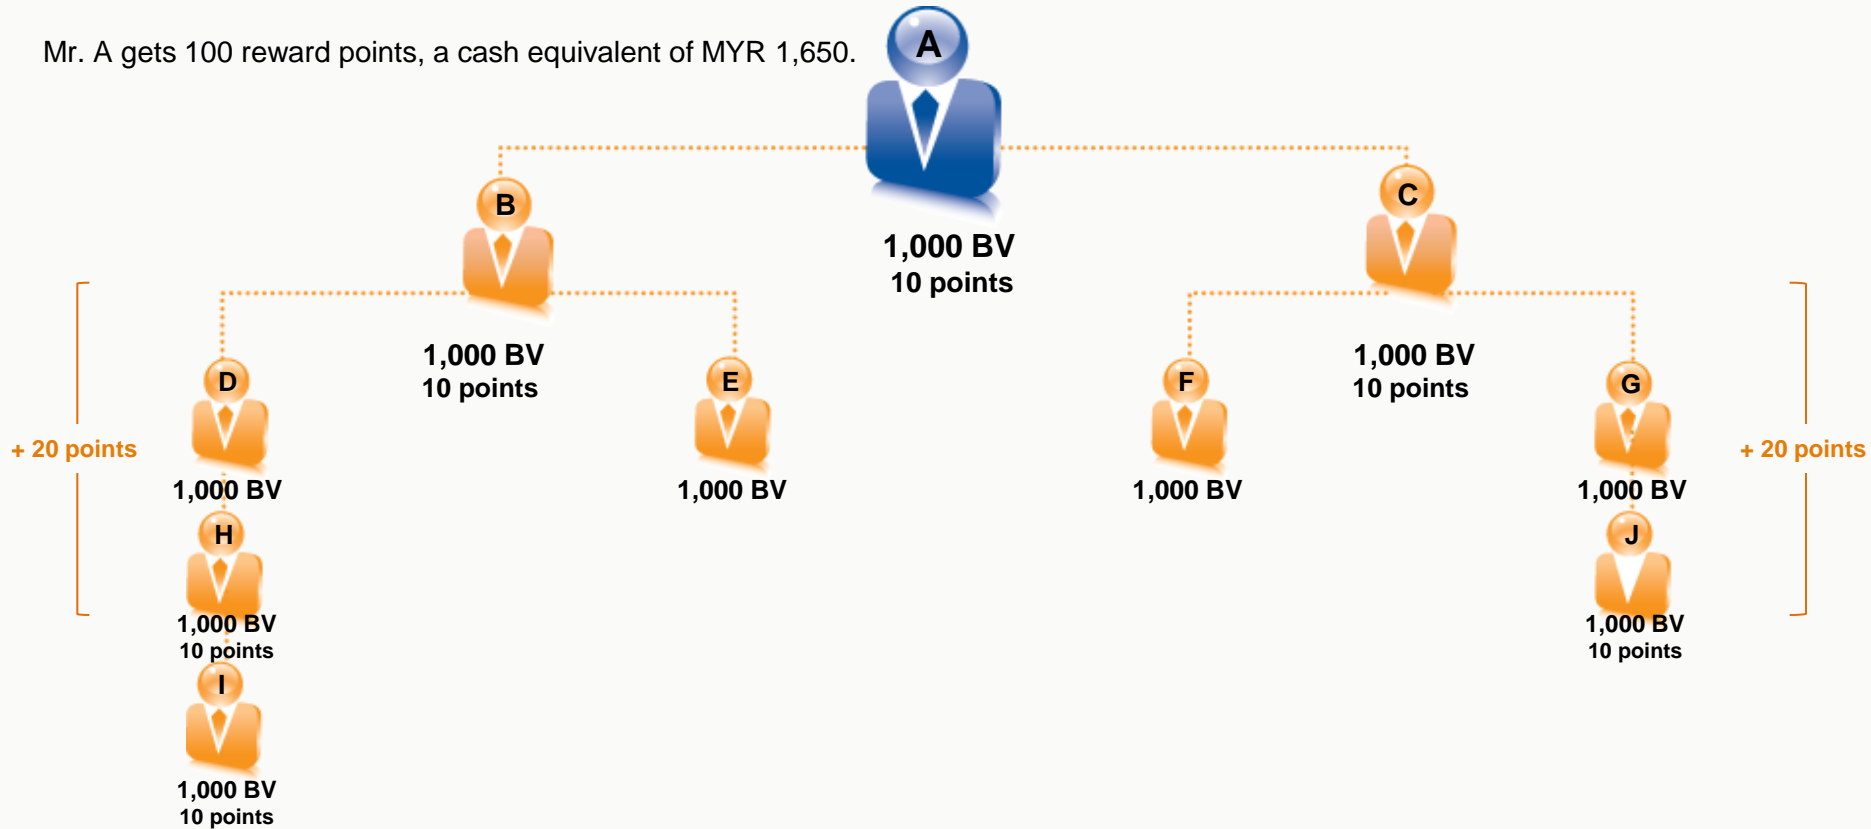 Mr. A gets 100 reward points, a cash equivalent of MYR 1,650.
A
1,000 BV
10 points
B
1,000 BV
10 points
C
1,000 BV
10 points
+ 20 points
D
1,000 BV
E
1,000 BV
F
1,000 BV
G
1,000 BV
+ 20 points
H
1,000 BV
10 points
J
1,000 BV
10 points
I
1,000 BV
10 points